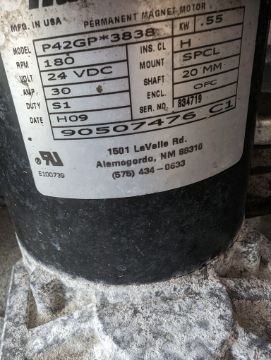 MFG. IN USA PERMANENT MAGNET MOTOR
MODEL P42GP*3838 KW .55
RPM 180 INS. CL H
VOLT 24 VDC MOUNT SPCL
AMP 30 SHAFT 20 MM
DUTY S1 ENCL. OFC
DATE H09 SER. NO. 834719
90507476_C1
1501 LaVelle Rd.
Alamogordo, NM 88310
(575) 434-0633
E100739